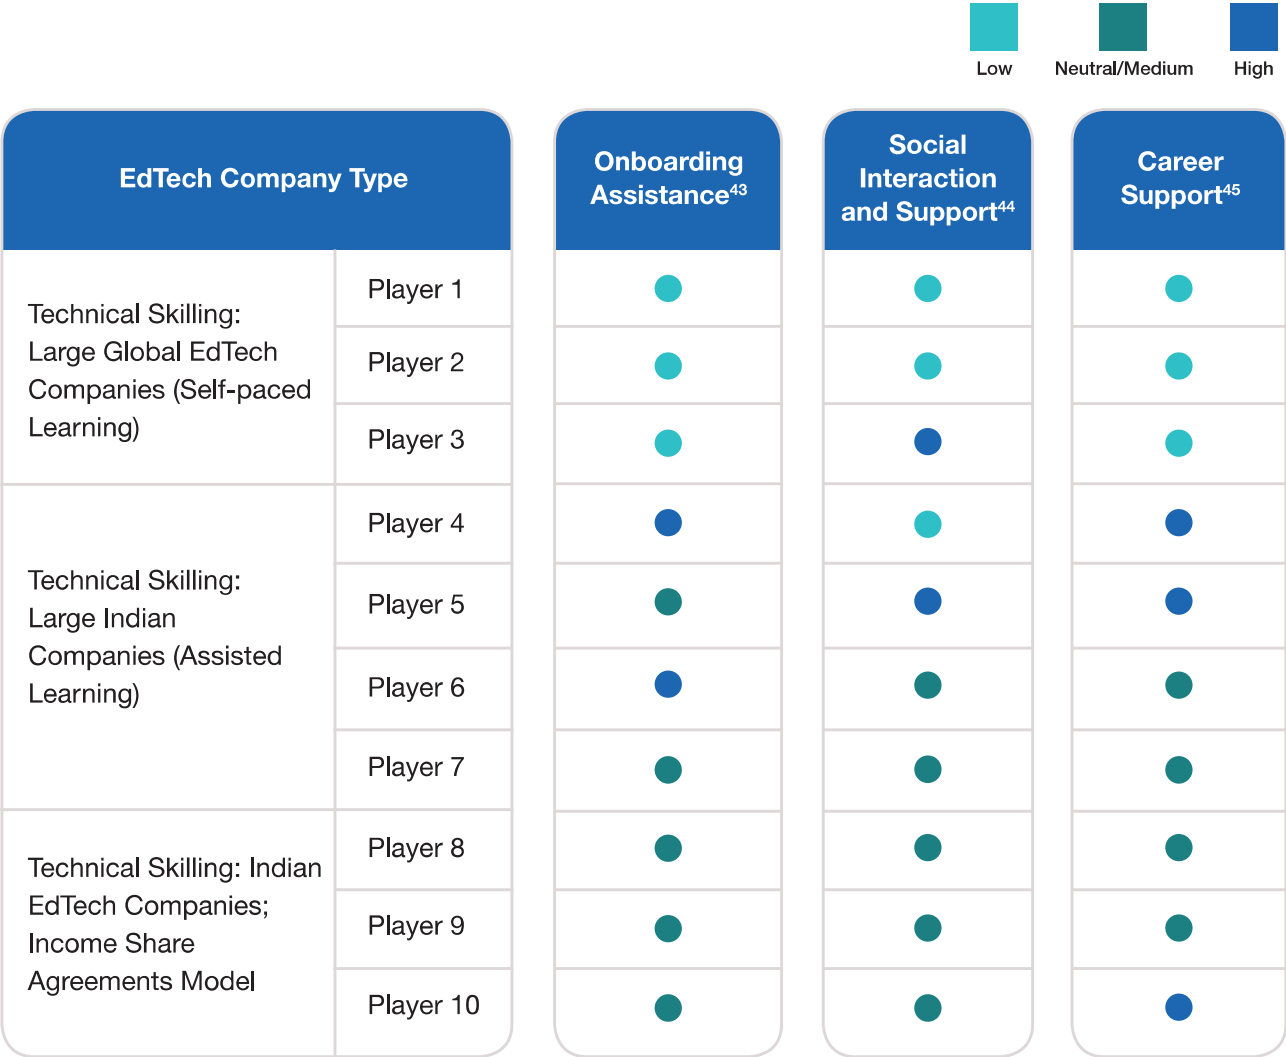 Low
Neutral/Medium
High
EdTech Company Type
Onboarding
Assistance43
Social
Interaction
and Support44
Career
Support45
Technical Skilling:
Large Global EdTech
Companies (Self-paced
Learning)
Player 1
Player 2
Player 3
Technical Skilling:
Large Indian
Companies (Assisted
Learning)
Player 4
Player 5
Player 6
Player 7
Technical Skilling: Indian
EdTech Companies;
Income Share
Agreements Model
Player 8
Player 9
Player 10